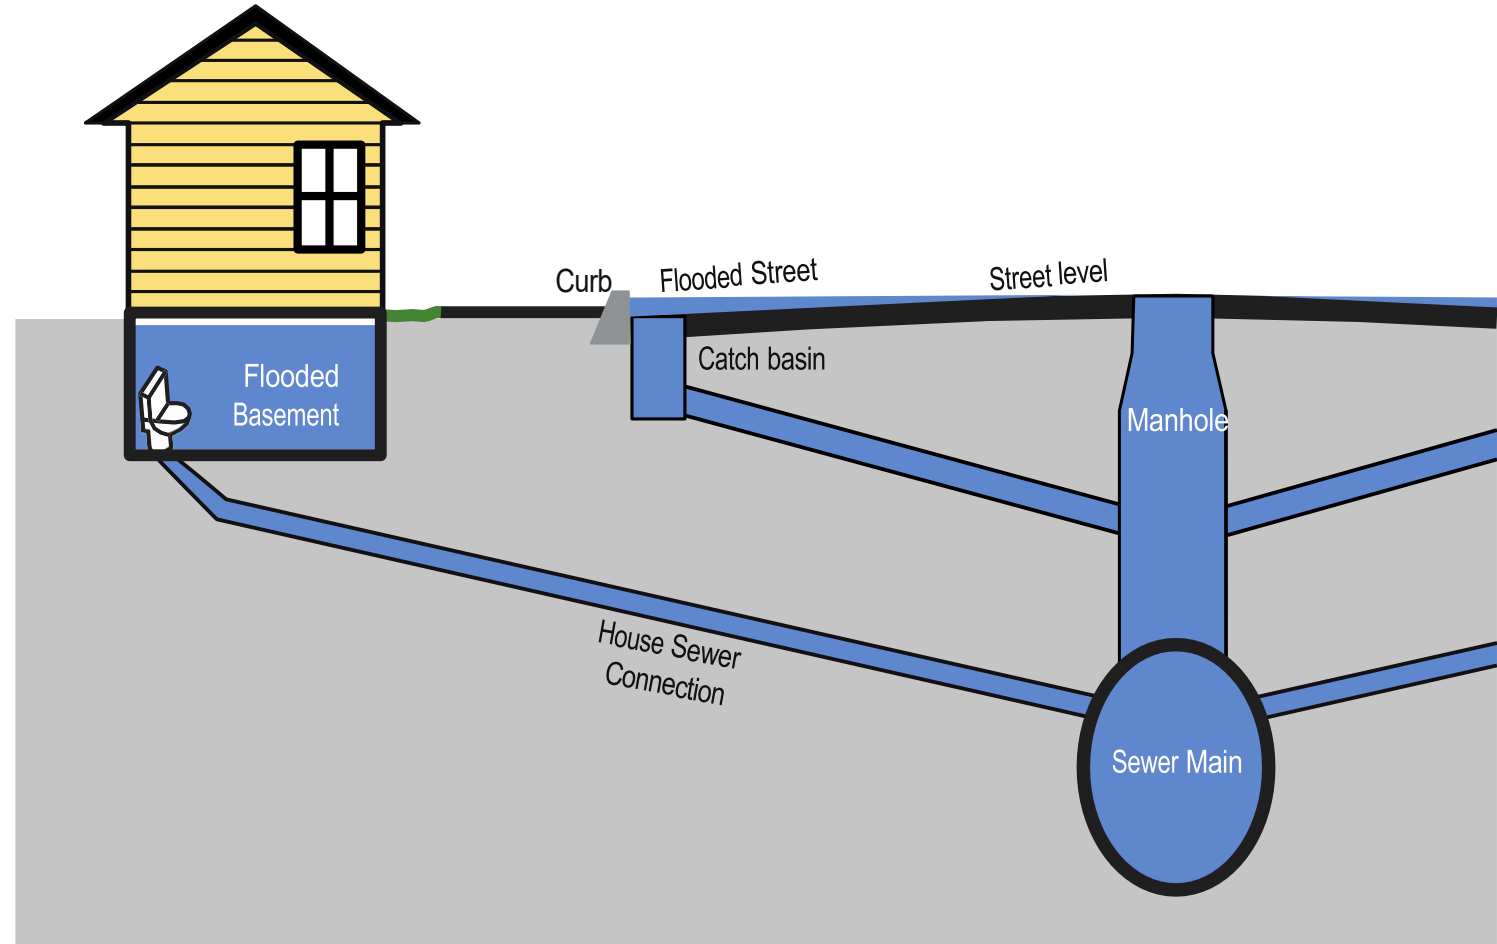 Curb
Flooded Street
Street level
Catch basin
Flooded
Basement
Manhole
House Sewer
Connection
Sewer Main